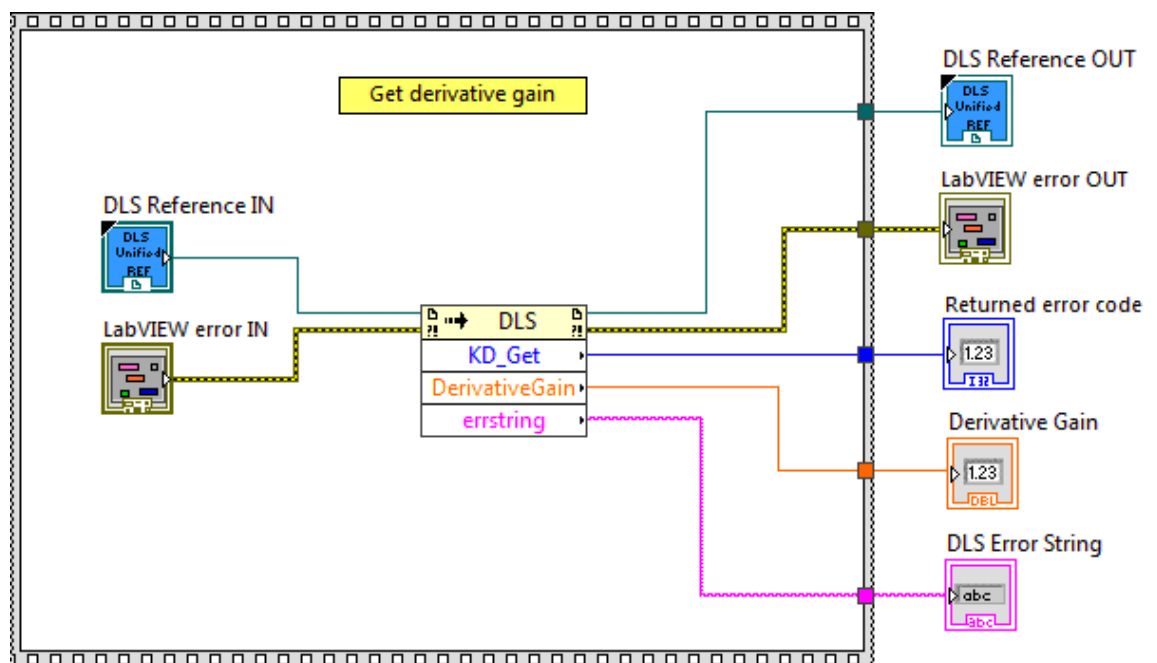 DLS Reference OUT
DLS
Unified
REF
Get derivative gain
LabVIEW error OUT
DLS Reference IN
DLS
Unified
REF
Returned error code
1.23
I32
LabVIEW error IN
?! DLS ?!
KD_Get
DerivativeGain
errstring
Derivative Gain
1.23
DBL
DLS Error String
abc
abc